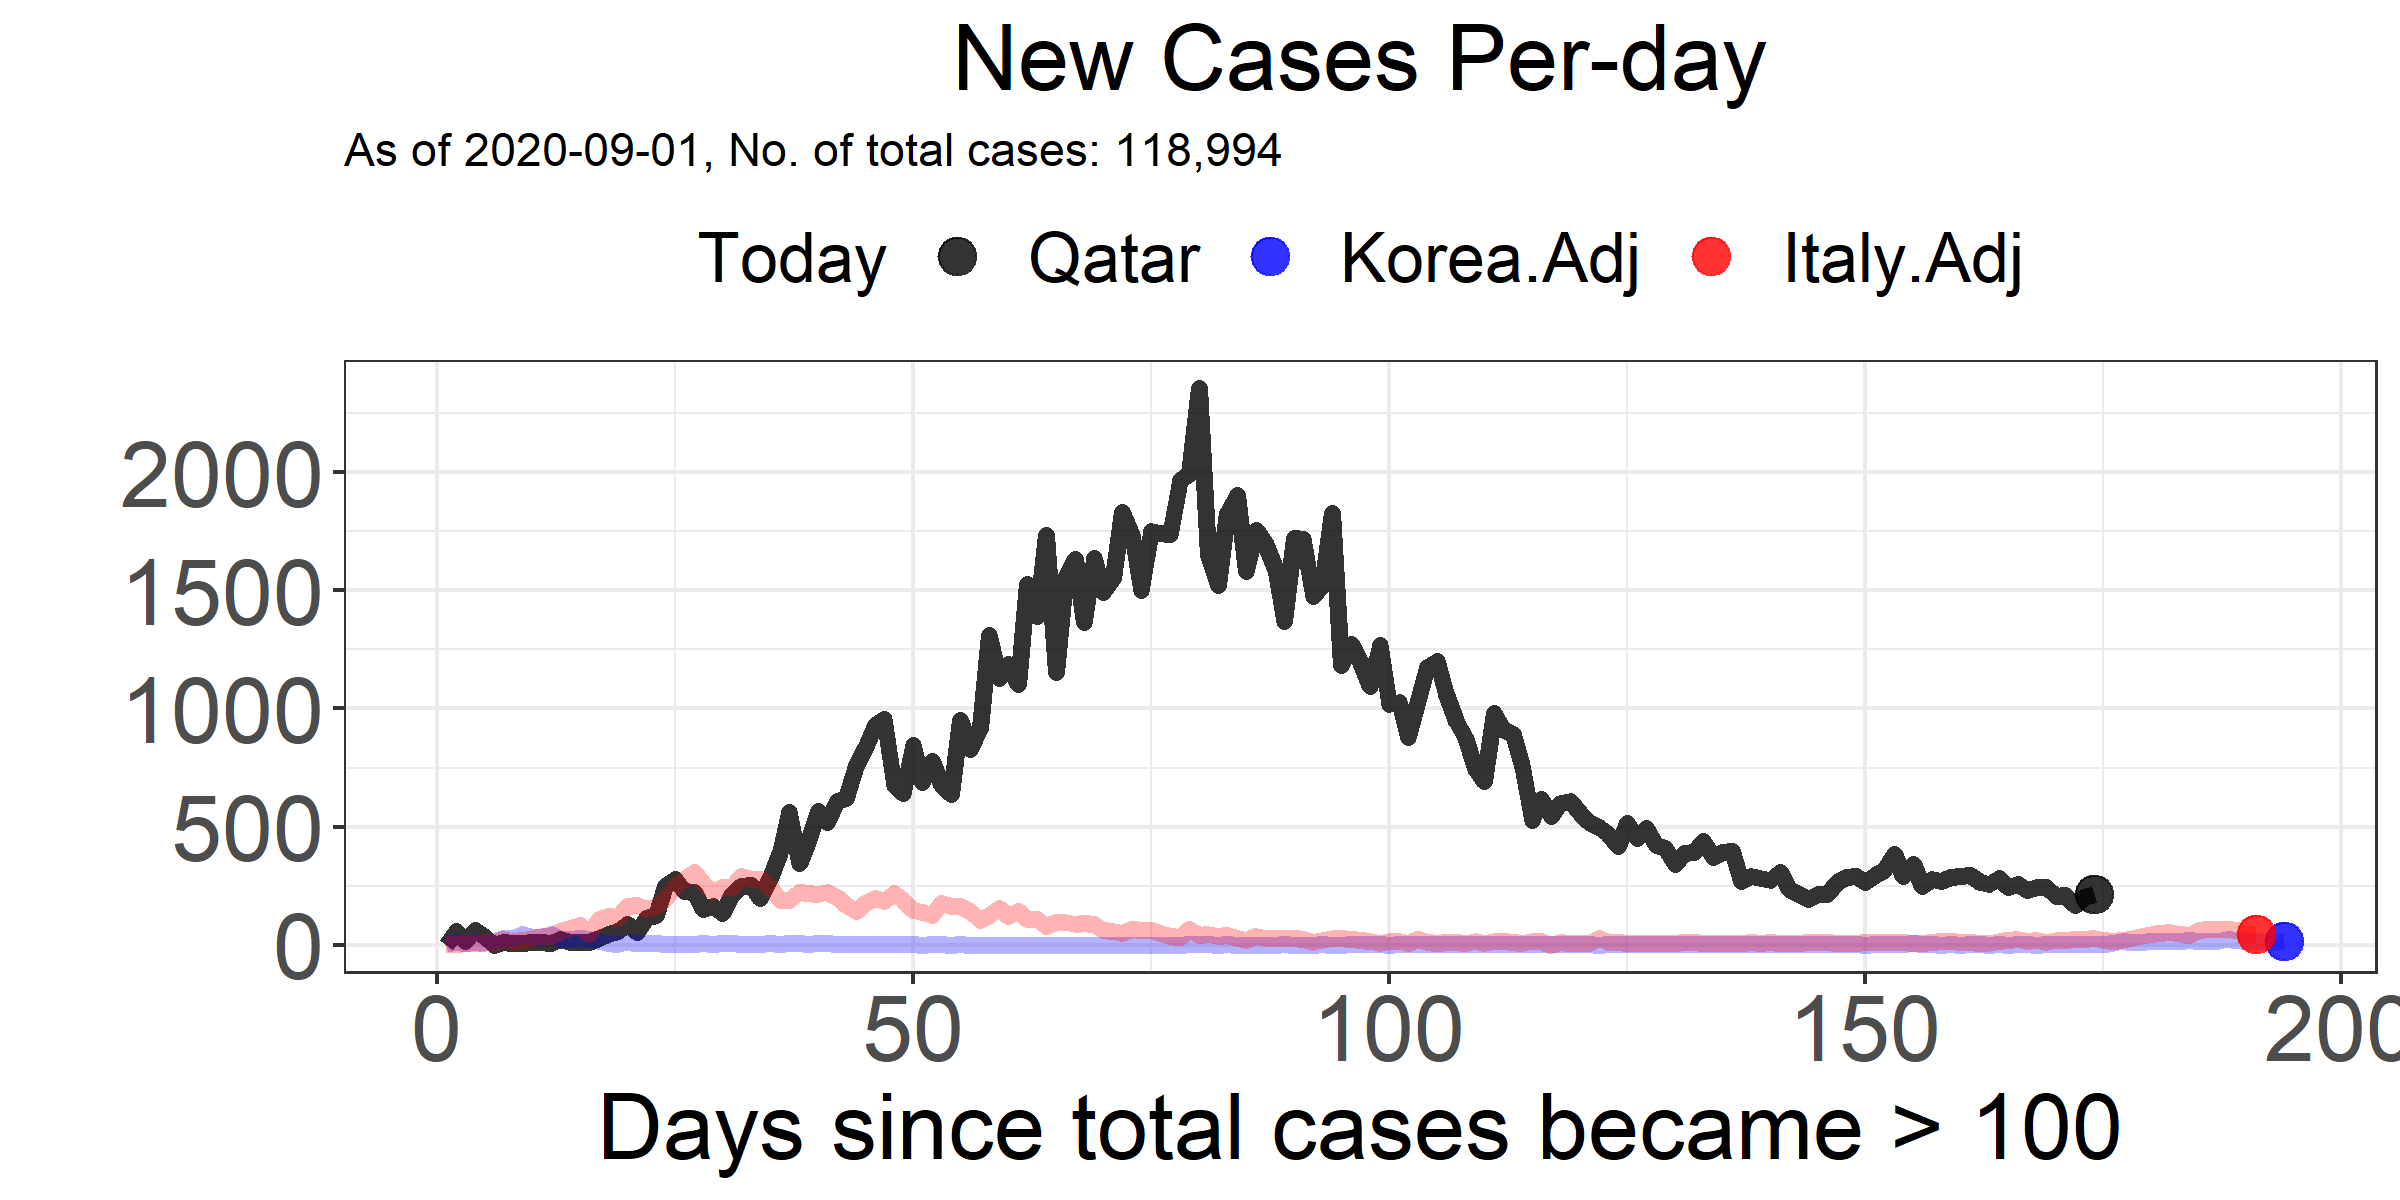 New Cases Per-day
As of 2020-09-01, No. of total cases: 118,994
Today Qatar Korea.Adj Italy.Adj
2000
1500
1000
500
0
0 50 100 150 200
Days since total cases became > 100